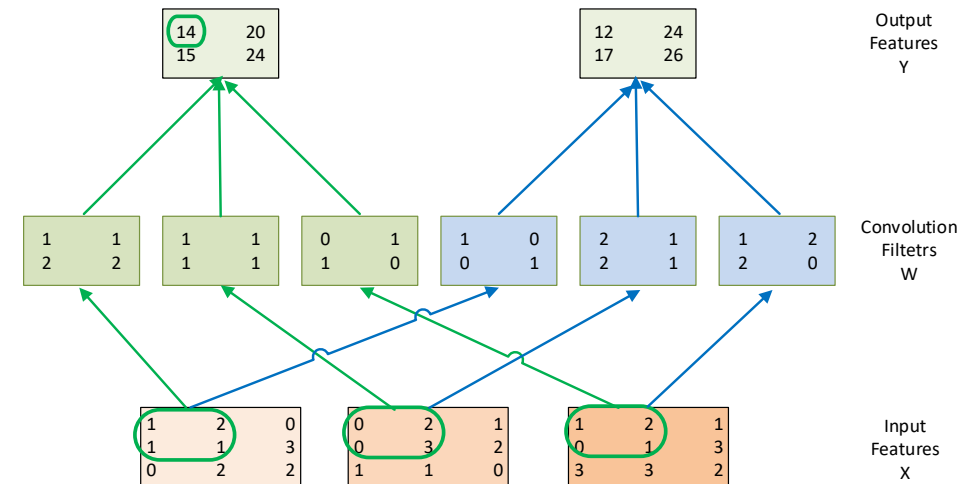 14 20
15 24
12 24
17 26
Output
Features
Y
1 1
2 2
1 1
1 1
0 1
1 0
1 0
0 1
2 1
2 1
1 2
2 0
Convolution
Filtetrs
W
1 2 0
1 1 3
0 2 2
0 2 1
0 3 2
1 1 0
1 2 1
0 1 3
3 3 2
Input
Features
X